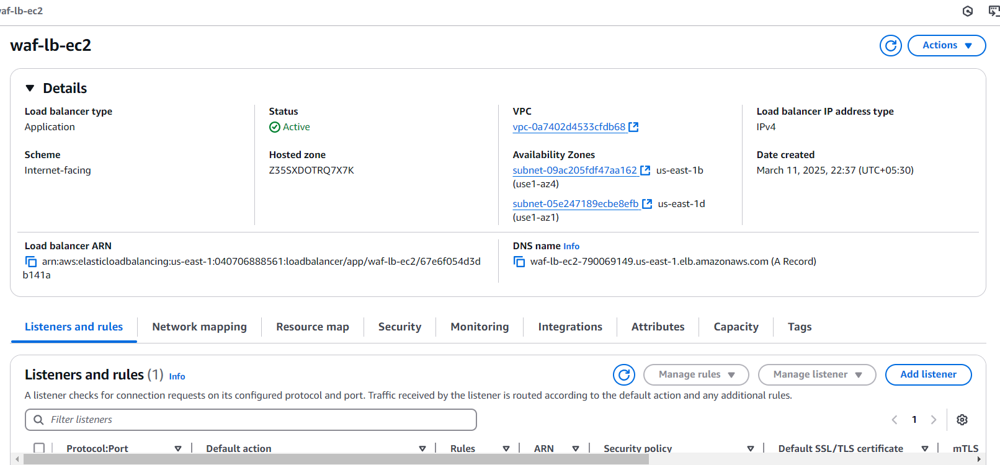 waf-lb-ec2
waf-lb-ec2
Actions
Details
Load balancer type
Application
Status
Active
VPC
vpc-0a7402d4533cfdb68
Load balancer IP address type
IPv4
Scheme
Internet-facing
Hosted zone
Z35SXDOTRQ7X7K
Availability Zones
subnet-09ac205fdf47aa162 us-east-1b
(use1-az4)
subnet-05e247189ecbe8efb us-east-1d
(use1-az1)
Date created
March 11, 2025, 22:37 (UTC+05:30)
Load balancer ARN
arn:aws:elasticloadbalancing:us-east-1:040706888561:loadbalancer/app/waf-lb-ec2/67e6f054d3d
b141a
DNS name Info
waf-lb-ec2-790069149.us-east-1.elb.amazonaws.com (A Record)
Listeners and rules Network mapping Resource map Security Monitoring Integrations Attributes Capacity Tags
Listeners and rules (1) Info
Manage rules Manage listener Add listener
A listener checks for connection requests on its configured protocol and port. Traffic received by the listener is routed according to the default action and any additional rules.
Filter listeners
1
Protocol:Port Default action Rules ARN Security policy Default SSL/TLS certificate mTLS